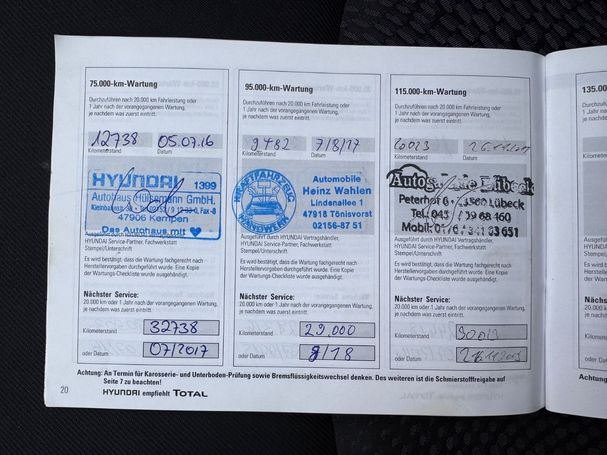 75.000-km-Wartung
Durchzuführen nach 20.000 km Fahrleistung oder
1 Jahr nach der vorangegangenen Wartung,
je nachdem was zuerst eintritt.
12738 05.07.16
Kilometerstand Datum
HYUNDAI 1399
Autohaus Hülsemann GmbH,
47906 Kempen
Das Autohaus mit
Ausgeführt durch HYUNDAI Vertragshändler,
HYUNDAI Service-Partner, Fachwerkstatt
Stempel/Unterschrift
Es wird bestätigt, dass die Wartung fachgerecht nach
Herstellervorgaben durchgeführt wurde. Eine Kopie
der Wartungs-Checkliste wurde ausgehändigt.
Nächster Service:
20.000 km oder 1 Jahr nach der vorangegangenen Wartung,
je nachdem was zuerst eintritt.
Kilometerstand 32738
oder Datum 07/2017
95.000-km-Wartung
Durchzuführen nach 20.000 km Fahrleistung oder
1 Jahr nach der vorangegangenen Wartung,
je nachdem was zuerst eintritt.
9482 7/8/17
Kilometerstand Datum
KRAFTFAHRZEUG
HANDWERK
Automobile
Heinz Wahlen
Lindenallee 1
47918 Tönisvorst
02156-87 51
Ausgeführt durch HYUNDAI Vertragshändler,
HYUNDAI Service-Partner, Fachwerkstatt
Stempel/Unterschrift
Es wird bestätigt, dass die Wartung fachgerecht nach
Herstellervorgaben durchgeführt wurde. Eine Kopie
der Wartungs-Checkliste wurde ausgehändigt.
Nächster Service:
20.000 km oder 1 Jahr nach der vorangegangenen Wartung,
je nachdem was zuerst eintritt.
Kilometerstand 29.000
oder Datum 8/18
115.000-km-Wartung
Durchzuführen nach 20.000 km Fahrleistung oder
1 Jahr nach der vorangegangenen Wartung,
je nachdem was zuerst eintritt.
Kilometerstand Datum
Lübeck
Peterhof Lübeck
Tel.:
Mobil:
Ausgeführt durch HYUNDAI Vertragshändler,
HYUNDAI Service-Partner, Fachwerkstatt
Stempel/Unterschrift
Es wird bestätigt, dass die Wartung fachgerecht nach
Herstellervorgaben durchgeführt wurde. Eine Kopie
der Wartungs-Checkliste wurde ausgehändigt.
Nächster Service:
20.000 km oder 1 Jahr nach der vorangegangenen Wartung,
je nachdem was zuerst eintritt.
Kilometerstand
oder Datum
Achtung: An Termin für Karosserie- und Unterboden-Prüfung sowie Bremsflüssigkeitswechsel denken. Des weiteren ist die Schmierstofffreigabe auf
Seite 7 zu beachten!
20 HYUNDAI empfiehlt TOTAL
135.000